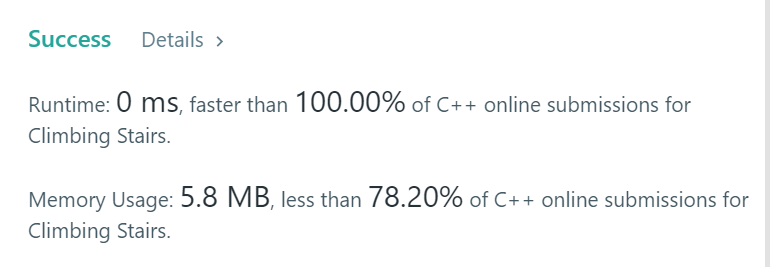 Success Details >
Runtime: 0 ms, faster than 100.00% of C++ online submissions for
Climbing Stairs.
Memory Usage: 5.8 MB, less than 78.20% of C++ online submissions for
Climbing Stairs.